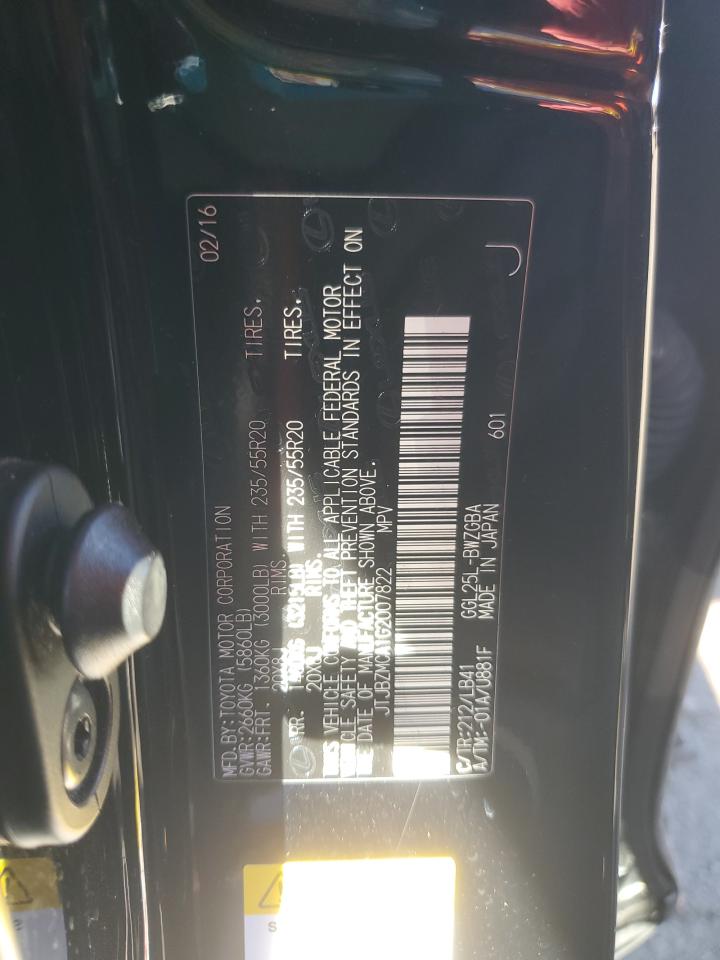 MFD.BY:TOYOTA MOTOR CORPORATION 02/16
GVWR:2660KG (5860LB)
GAWR:FRT. 1360KG (3000LB) WITH 235/55R20 TIRES.
20X8J RIMS
RR. (3215LB) WITH 235/55R20 TIRES.
20X8J RIMS.
THIS VEHICLE CONFORMS TO ALL APPLICABLE FEDERAL MOTOR
VEHICLE SAFETY AND THEFT PREVENTION STANDARDS IN EFFECT ON
THE DATE OF MANUFACTURE SHOWN ABOVE.
MPV
C/TR:212/LB41 GGL25L-BWZGBA 601 J
A/TM:-01A/U881F MADE IN JAPAN